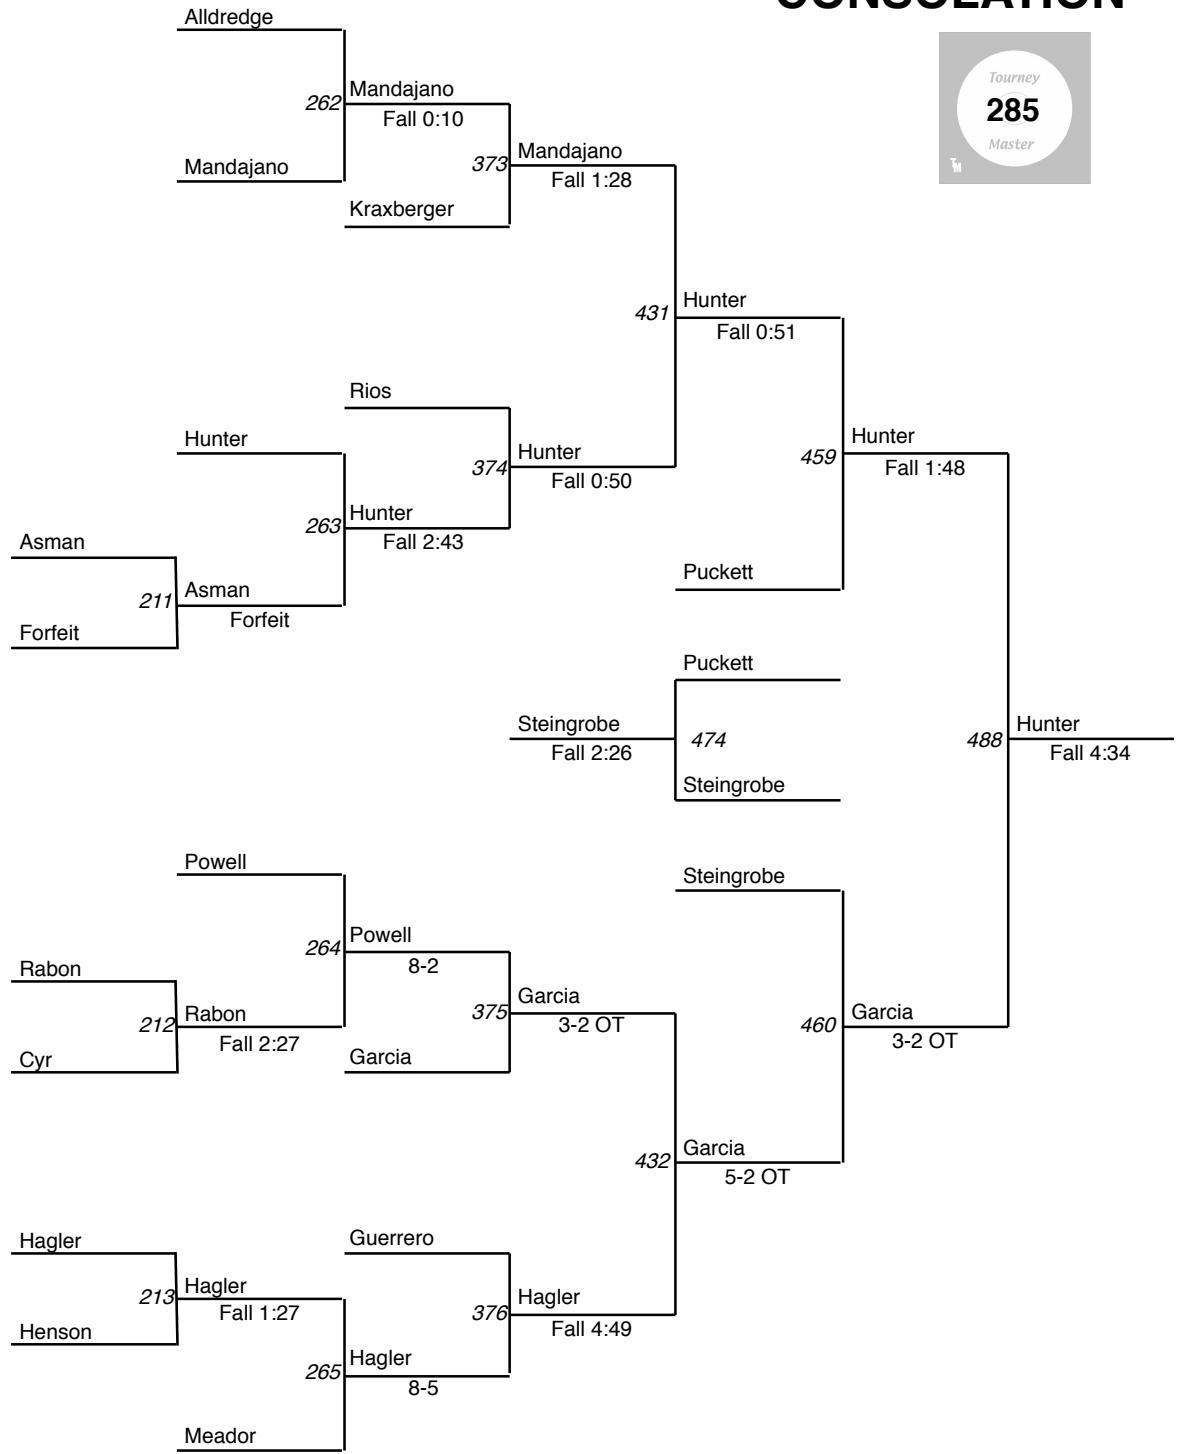 CONSOLATION
Alldredge
Tourney
285
Master
TM
262
Mandajano
Fall 0:10
Mandajano
373
Mandajano
Fall 1:28
Kraxberger
431
Hunter
Fall 0:51
Rios
Hunter
374
Hunter
Fall 0:50
459
Hunter
Fall 1:48
263
Hunter
Fall 2:43
Asman
211
Asman
Forfeit
Forfeit
Puckett
Puckett
Steingrobe
Fall 2:26
474
488
Hunter
Fall 4:34
Steingrobe
Powell
Steingrobe
264
Powell
8-2
Rabon
212
Rabon
Fall 2:27
375
Garcia
3-2 OT
460
Garcia
3-2 OT
Cyr
Garcia
432
Garcia
5-2 OT
Hagler
Guerrero
213
Hagler
Fall 1:27
376
Hagler
Fall 4:49
Henson
265
Hagler
8-5
Meador